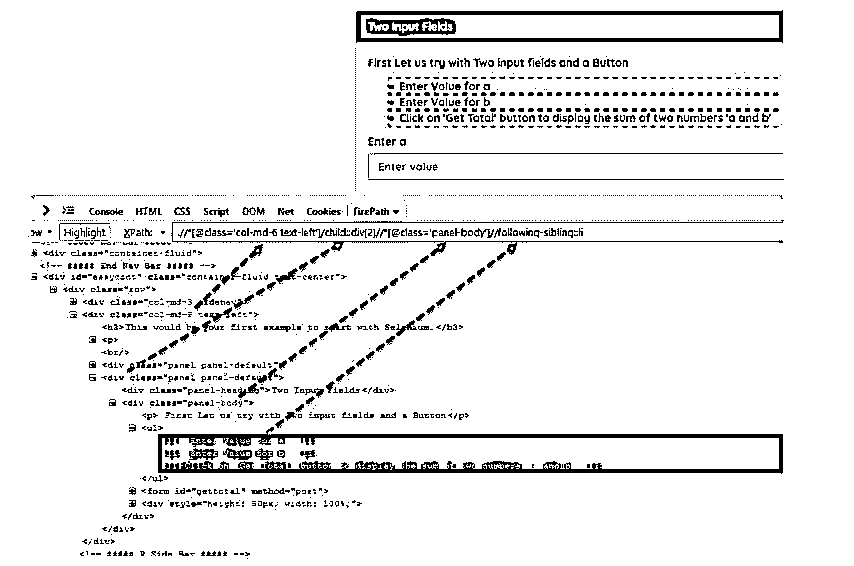 Two Input Fields
First Let us try with Two input fields and a Button
Enter Value for a
Enter Value for b
Click on 'Get Total' button to display the sum of two numbers 'a and b'
Enter a
Enter value
Console HTML CSS Script DOM Net Cookies firePath
Highlight XPath: .//*[@class='col-md-6 text-left']/child::div[2]//*[@class='panel-body']//following-sibling::li
<div class="container-fluid">
<!-- ##### End Nav Bar ##### -->
<div id="easycont" class="container-fluid text-center">
<div class="row">
<div class="col-md-3 sidenav">
<div class="col-md-6 text-left">
<h3>This would be your first example to start with Selenium.</h3>
<p>
<br/>
<div class="panel panel-default">
<div class="panel panel-default">
<div class="panel-heading">Two Input Fields</div>
<div class="panel-body">
<p> First Let us try with Two input fields and a Button</p>
<ul>
Enter Value for a
Enter Value for b
</ul>
<form id="gettotal" method="post">
<div style="height: 50px; width: 100%;">
</div>
</div>
</div>
<!-- ##### R Side Bar ##### -->